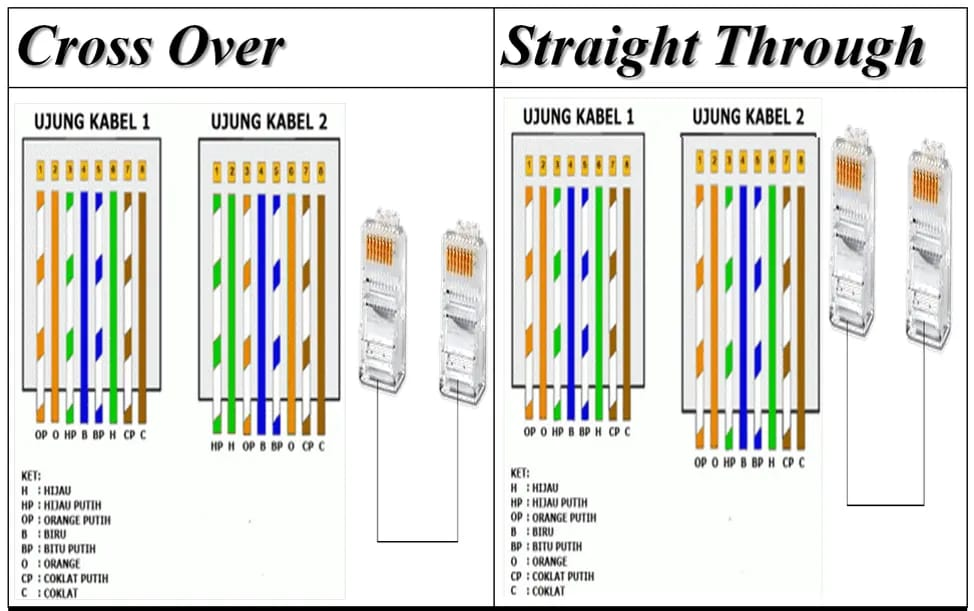 Cross Over
UJUNG KABEL 1
UJUNG KABEL 2
1 2 3 4 5 6 7 8
1 2 3 4 5 6 7 8
OP O HP B BP H CP C
HP H OP B BP O CP C
KET:
H : HIJAU
HP : HIJAU PUTIH
OP : ORANGE PUTIH
B : BIRU
BP : BITU PUTIH
O : ORANGE
CP : COKLAT PUTIH
C : COKLAT
Straight Through
UJUNG KABEL 1
UJUNG KABEL 2
1 2 3 4 5 6 7 8
1 2 3 4 5 6 7 8
OP O HP B BP H CP C
OP O HP B BP H CP C
KET:
H : HIJAU
HP : HIJAU PUTIH
OP : ORANGE PUTIH
B : BIRU
BP : BITU PUTIH
O : ORANGE
CP : COKLAT PUTIH
C : COKLAT